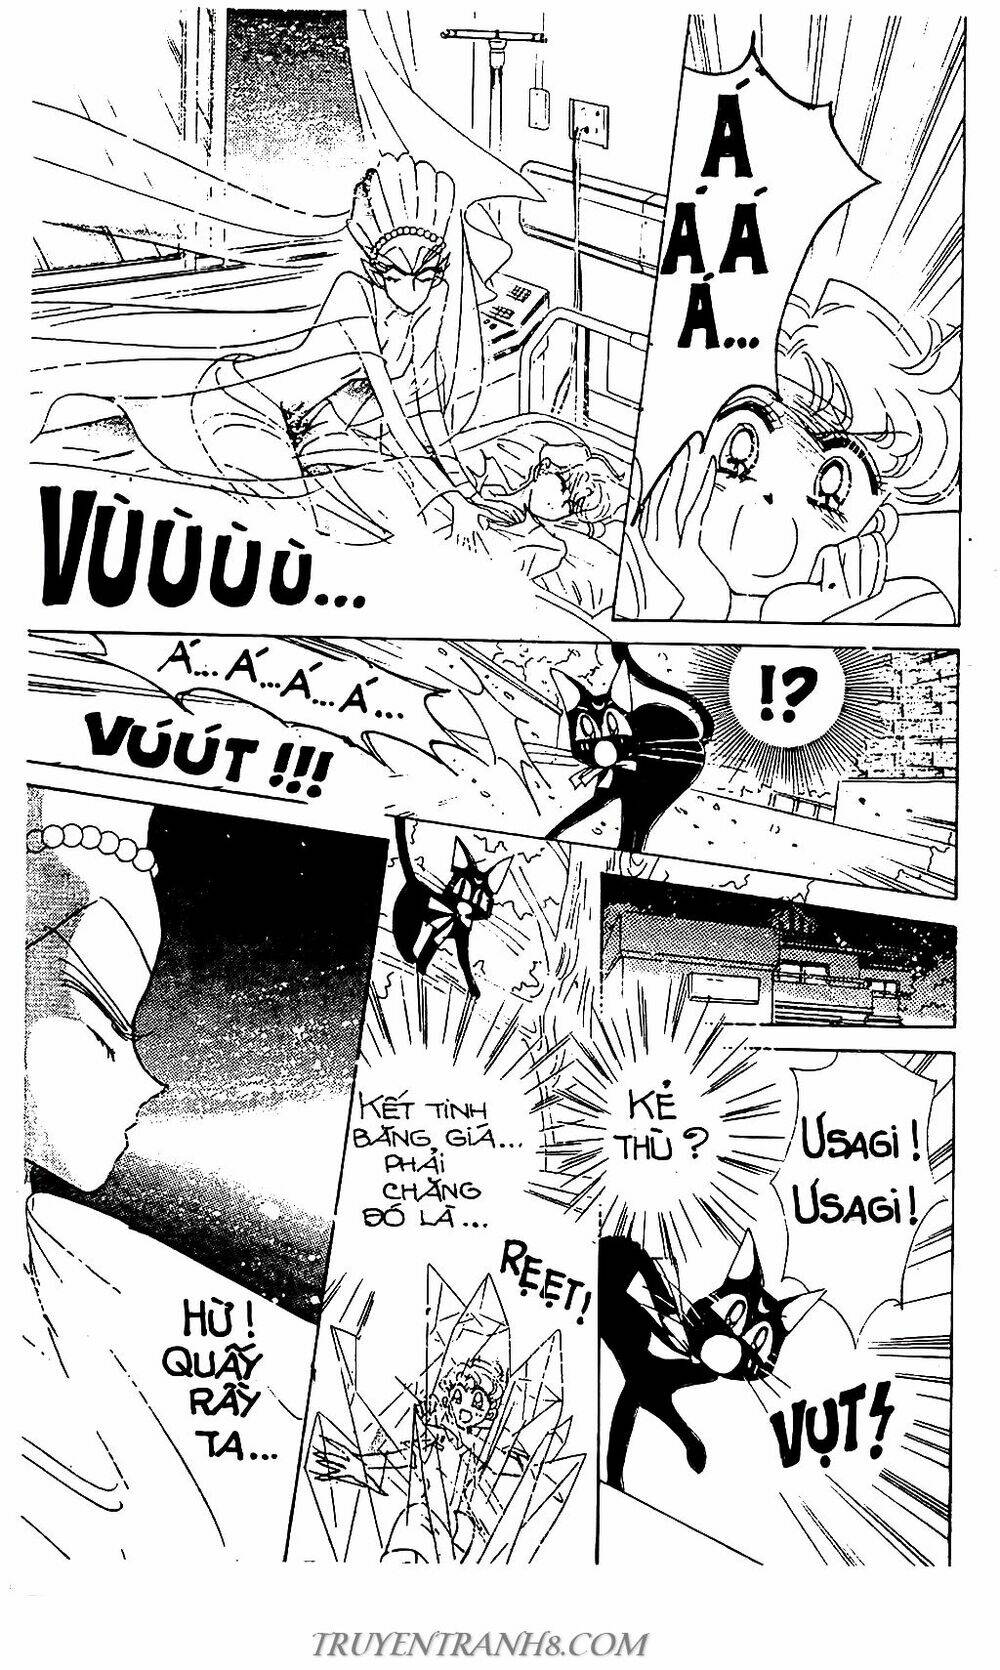 Á
Á Á
Á...
VÙÙÙÙ...
Á... Á... Á... Á...
VÚÚT !!!
!?
HỪ !
QUẤY
RẦY
TA...
KẾT TINH
BĂNG GIÁ...
PHẢI
CHĂNG
ĐÓ LÀ...
RẸẸT!
KẺ
THÙ ?
USAGI !
USAGI !
VỤT!
TRUYENTRANH8.COM